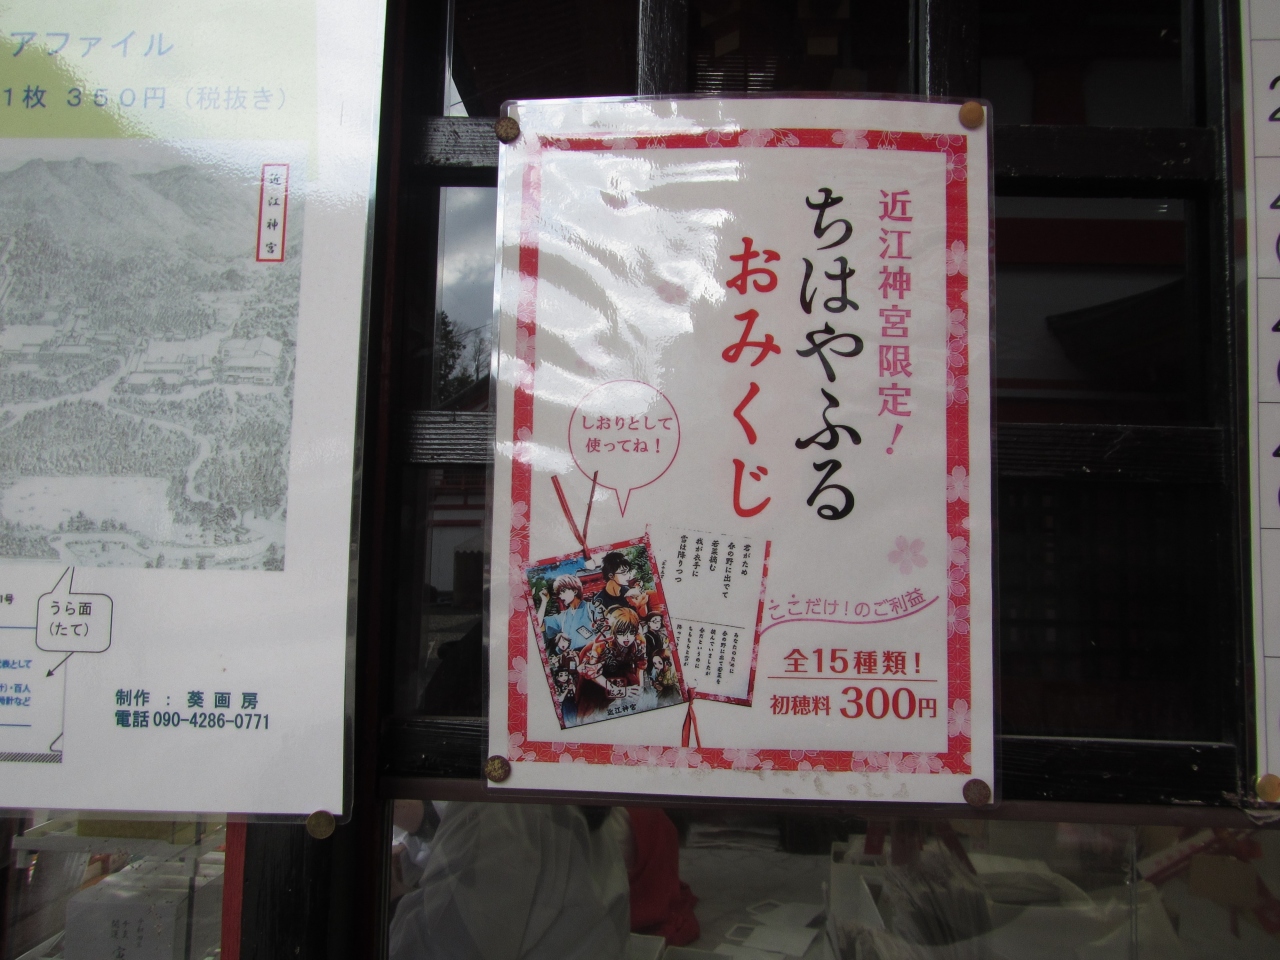 アファイル
1枚 350円（税抜き）
近江神宮
うら面
(たて)
制作 : 葵画房
電話 090-4286-0771
近江神宮限定！
ちはやふる
おみくじ
しおりとして
使ってね！
君がため
春の野に出でて
若菜摘む
我が衣手に
雪は降りつつ
近江神宮
ここだけ！のご利益
全15種類！
初穂料 300円